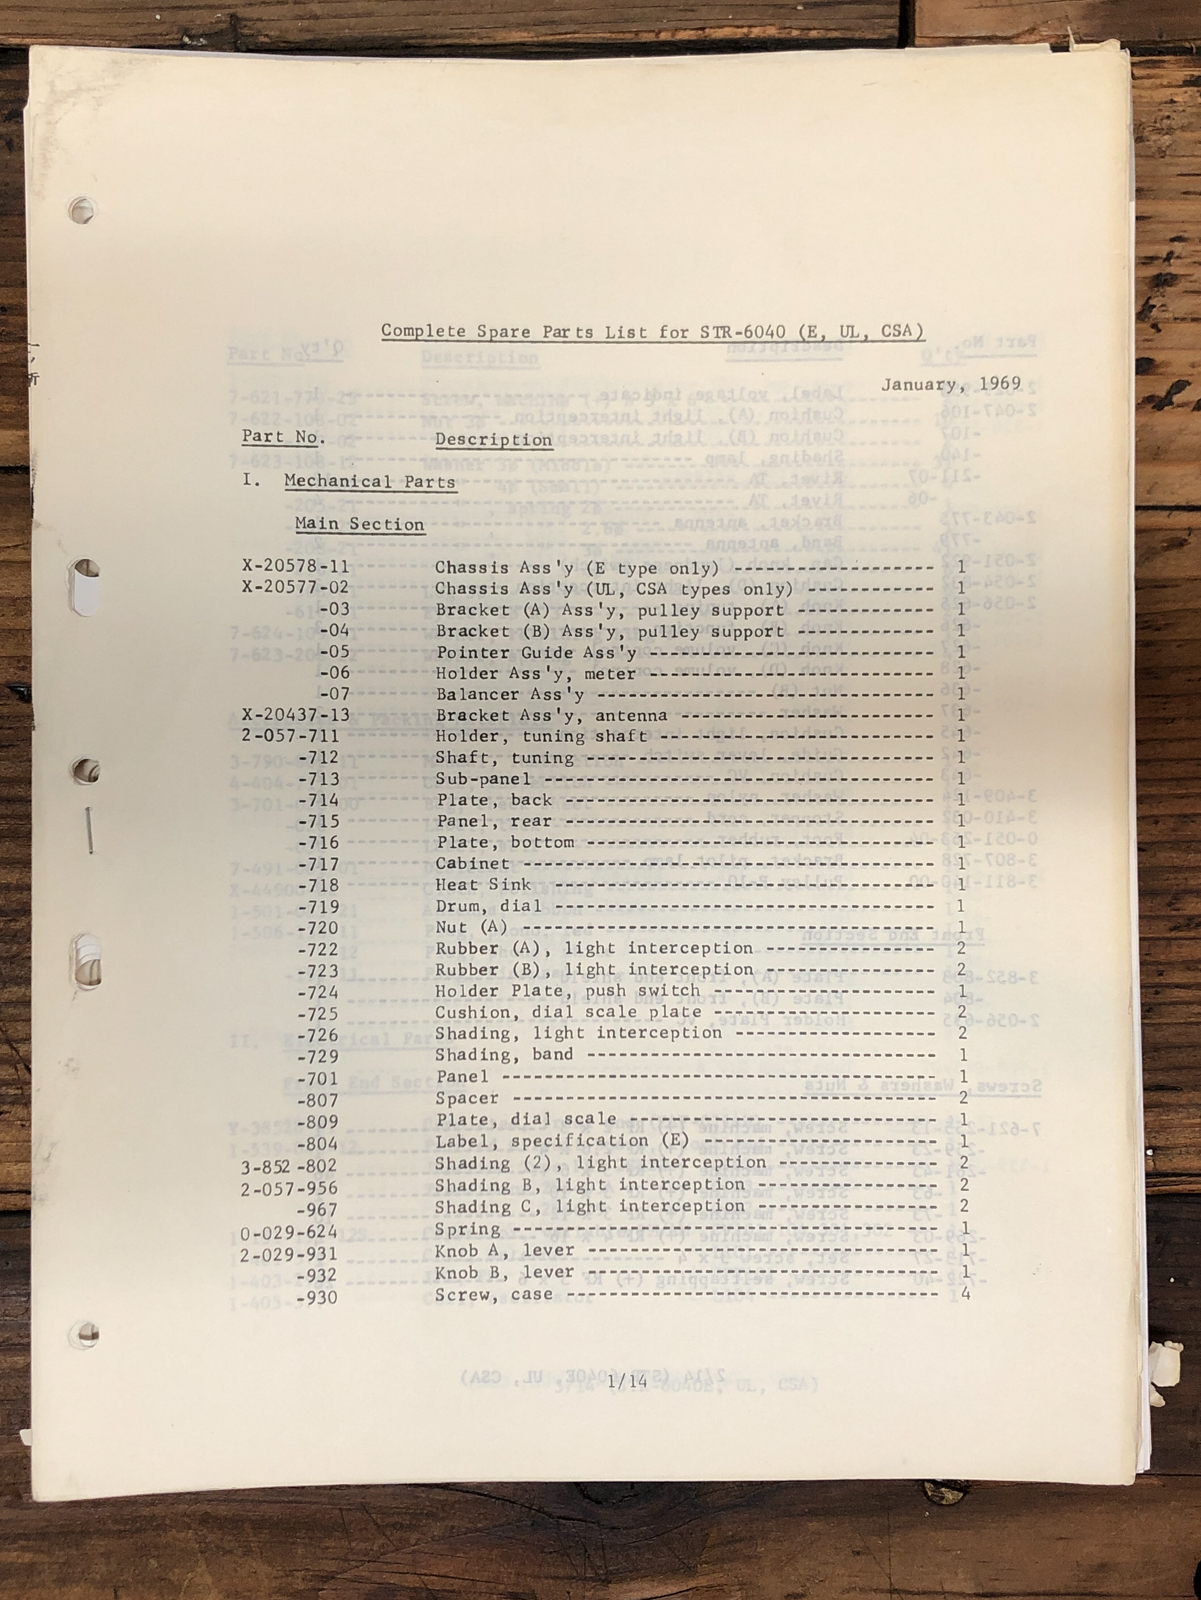 Complete Spare Parts List for STR-6040 (E, UL, CSA)
January, 1969
Part No. Description
I. Mechanical Parts
Main Section
X-20578-11 Chassis Ass'y (E type only) -------------------- 1
X-20577-02 Chassis Ass'y (UL, CSA types only) ------------- 1
-03 Bracket (A) Ass'y, pulley support -------------- 1
-04 Bracket (B) Ass'y, pulley support -------------- 1
-05 Pointer Guide Ass'y ---------------------------- 1
-06 Holder Ass'y, meter ---------------------------- 1
-07 Balancer Ass'y --------------------------------- 1
X-20437-13 Bracket Ass'y, antenna ------------------------- 1
2-057-711 Holder, tuning shaft --------------------------- 1
-712 Shaft, tuning ---------------------------------- 1
-713 Sub-panel -------------------------------------- 1
-714 Plate, back ------------------------------------ 1
-715 Panel, rear ------------------------------------ 1
-716 Plate, bottom ---------------------------------- 1
-717 Cabinet ---------------------------------------- 1
-718 Heat Sink ------------------------------------- 1
-719 Drum, dial ------------------------------------- 1
-720 Nut (A) ---------------------------------------- 1
-722 Rubber (A), light interception ----------------- 2
-723 Rubber (B), light interception ----------------- 2
-724 Holder Plate, push switch ---------------------- 1
-725 Cushion, dial scale plate ---------------------- 2
-726 Shading, light interception -------------------- 2
-729 Shading, band ---------------------------------- 1
-701 Panel ------------------------------------------ 1
-807 Spacer ----------------------------------------- 2
-809 Plate, dial scale ------------------------------ 1
-804 Label, specification (E) ----------------------- 1
3-852-802 Shading (2), light interception ---------------- 2
2-057-956 Shading B, light interception ------------------ 2
-967 Shading C, light interception ------------------ 2
0-029-624 Spring ----------------------------------------- 1
2-029-931 Knob A, lever ---------------------------------- 1
-932 Knob B, lever ---------------------------------- 1
-930 Screw, case ------------------------------------ 4
1/14